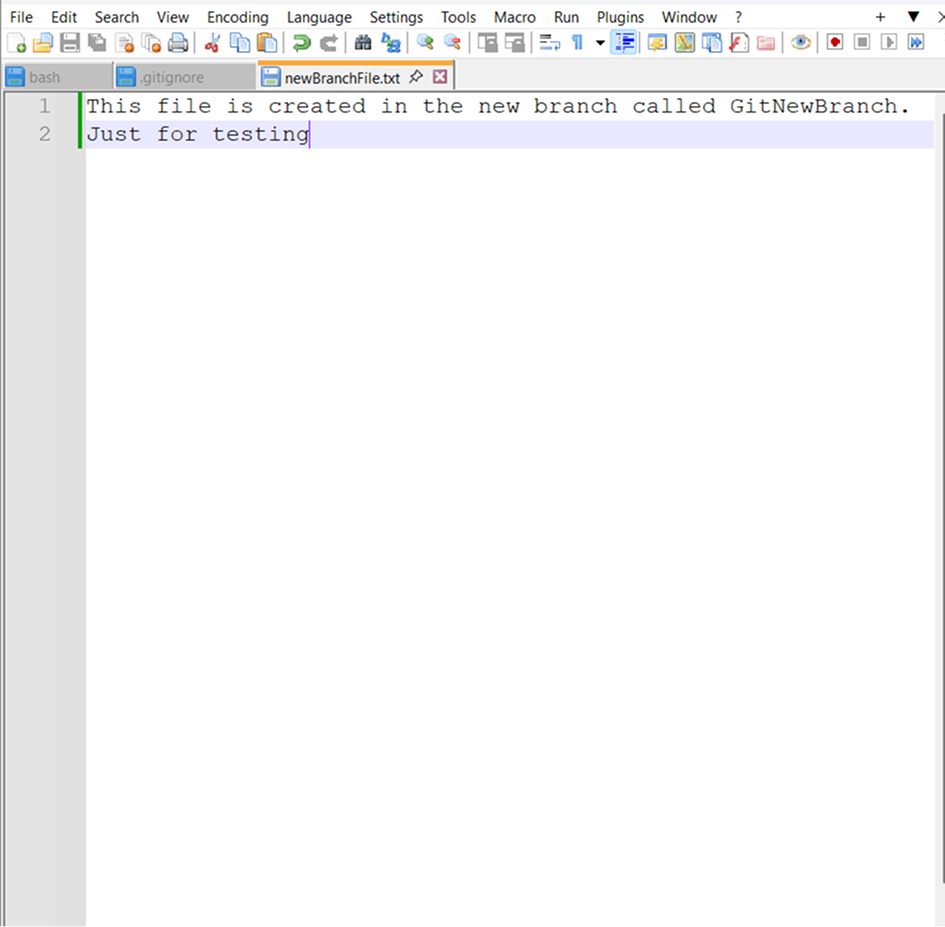 File Edit Search View Encoding Language Settings Tools Macro Run Plugins Window ? + ▼ X
bash .gitignore newBranchFile.txt
1 This file is created in the new branch called GitNewBranch.
2 Just for testing